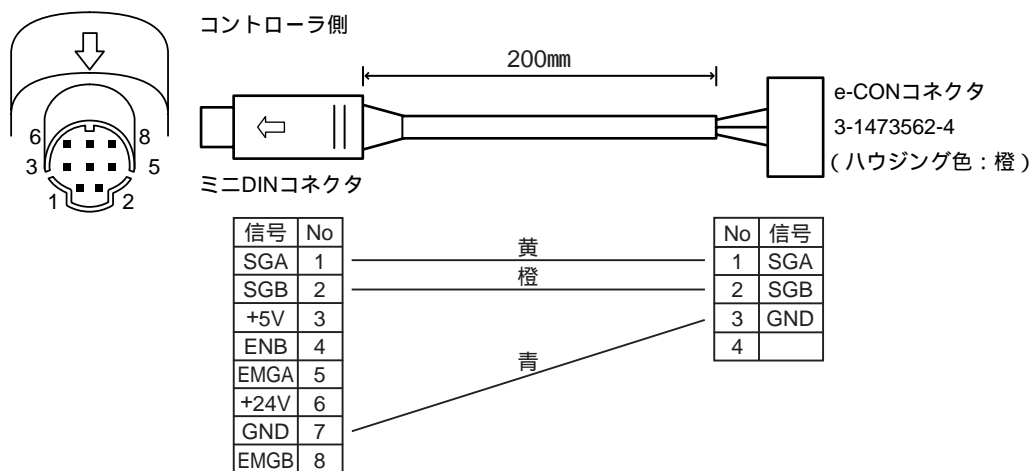 コントローラ側
200mm
e-CONコネクタ
3-1473562-4
(ハウジング色:橙)
6 8
3 5
1 2
ミニDINコネクタ
信号 No
SGA 1
SGB 2
+5V 3
ENB 4
EMGA 5
+24V 6
GND 7
EMGB 8
黄
橙
青
No 信号
1 SGA
2 SGB
3 GND
4